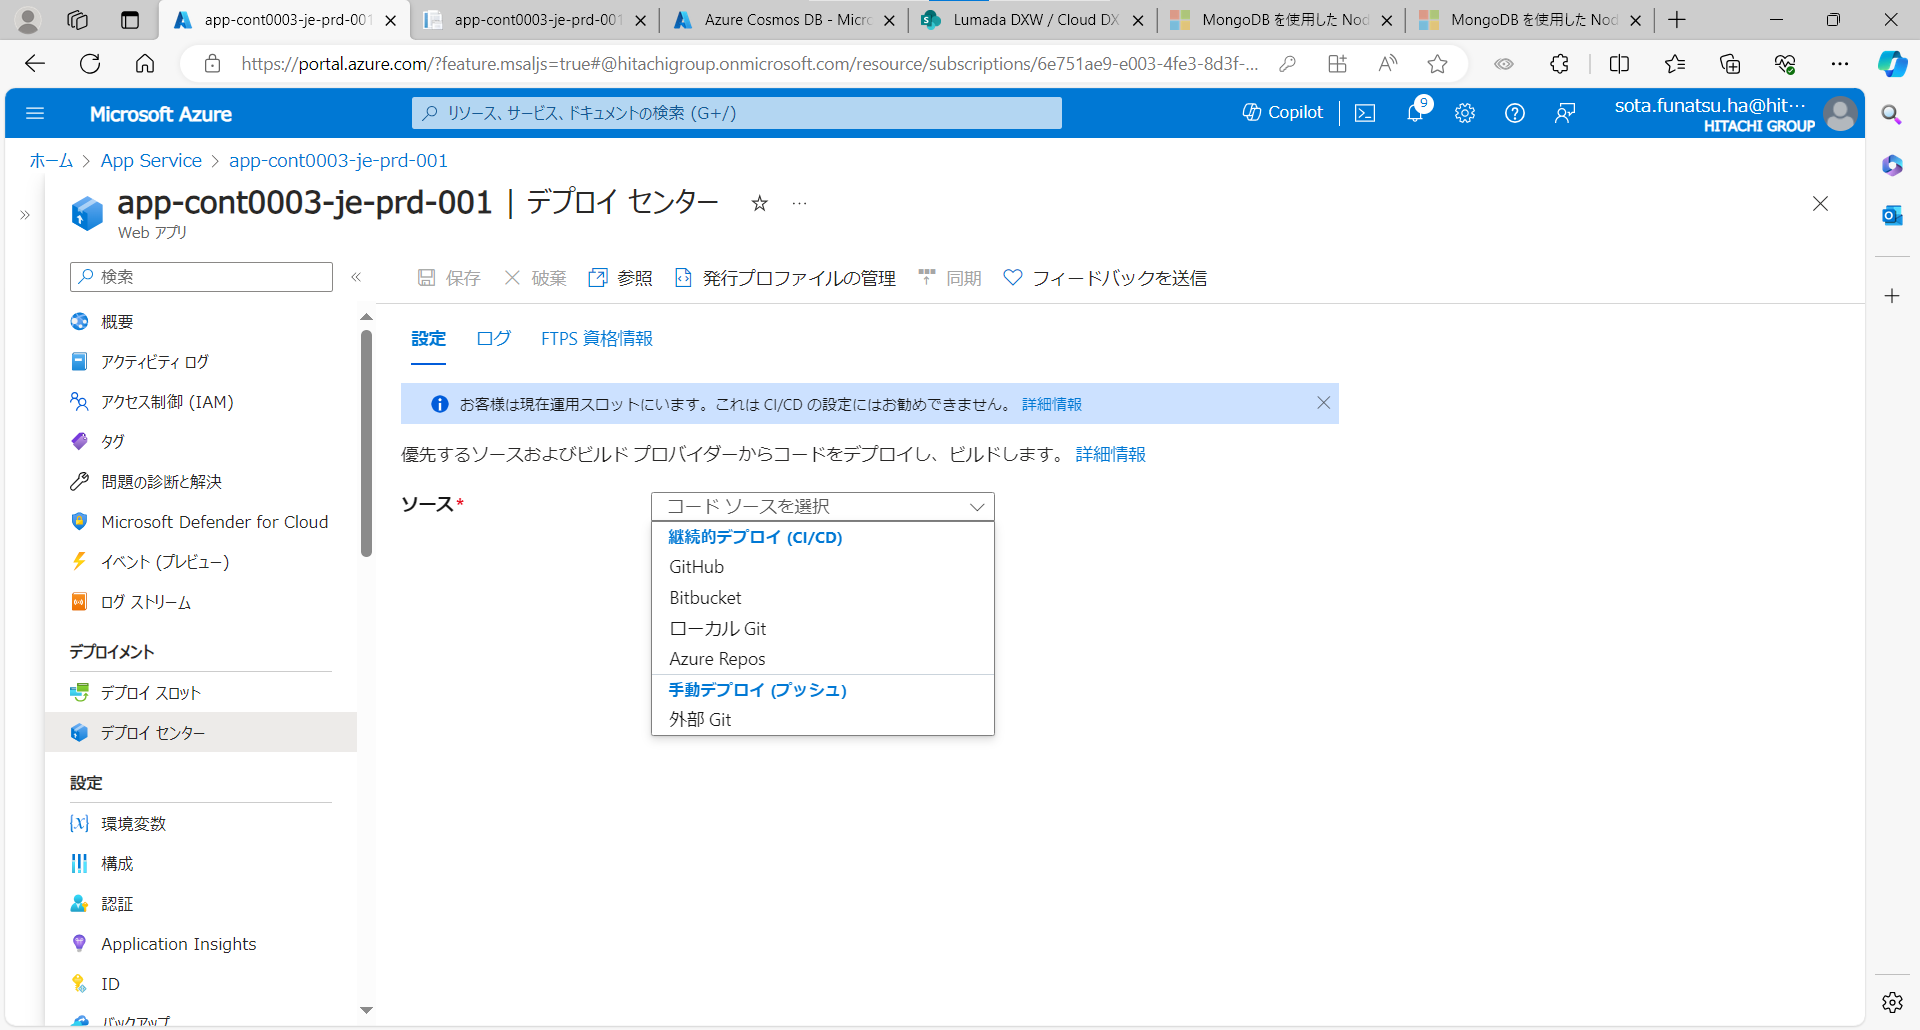 app-cont0003-je-prd-001
app-cont0003-je-prd-001
Azure Cosmos DB - Micro
Lumada DXW / Cloud DX
MongoDB を使用した Nod
MongoDB を使用した Nod
https://portal.azure.com/?feature.msaljs=true#@hitachigroup.onmicrosoft.com/resource/subscriptions/6e751ae9-e003-4fe3-8d3f-...
Microsoft Azure
リソース、サービス、ドキュメントの検索 (G+/)
Copilot
9
sota.funatsu.ha@hit...
HITACHI GROUP
ホーム > App Service > app-cont0003-je-prd-001
app-cont0003-je-prd-001 | デプロイ センター
Web アプリ
検索
保存
破棄
参照
発行プロファイルの管理
同期
フィードバックを送信
概要
アクティビティ ログ
アクセス制御 (IAM)
タグ
問題の診断と解決
Microsoft Defender for Cloud
イベント (プレビュー)
ログ ストリーム
デプロイメント
デプロイ スロット
デプロイ センター
設定
環境変数
構成
認証
Application Insights
ID
バックアップ
設定
ログ
FTPS 資格情報
お客様は現在運用スロットにいます。これは CI/CD の設定にはお勧めできません。 詳細情報
優先するソースおよびビルド プロバイダーからコードをデプロイし、ビルドします。 詳細情報
ソース*
コード ソースを選択
継続的デプロイ (CI/CD)
GitHub
Bitbucket
ローカル Git
Azure Repos
手動デプロイ (プッシュ)
外部 Git